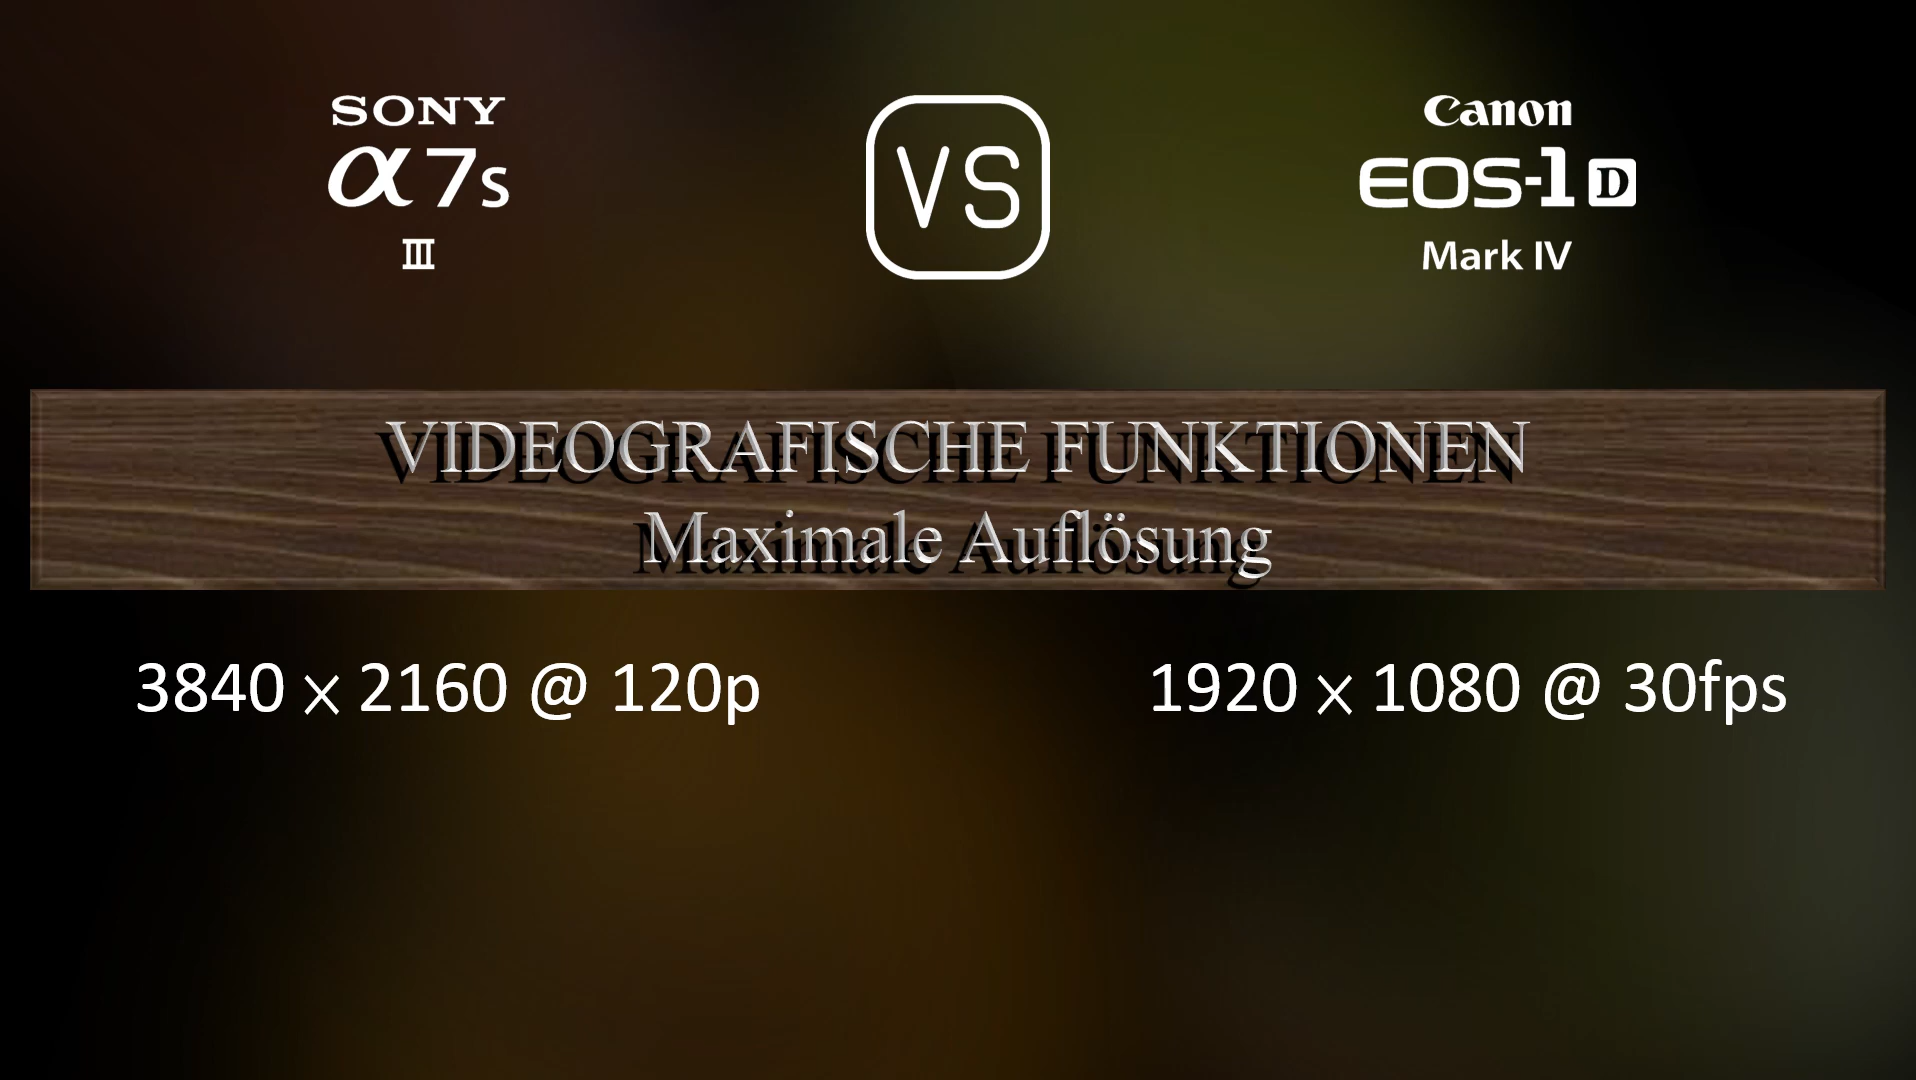 SONY
α7s
III
VS
Canon
EOS-1D
Mark IV
VIDEOGRAFISCHE FUNKTIONEN
Maximale Auflösung
3840 x 2160 @ 120p
1920 x 1080 @ 30fps